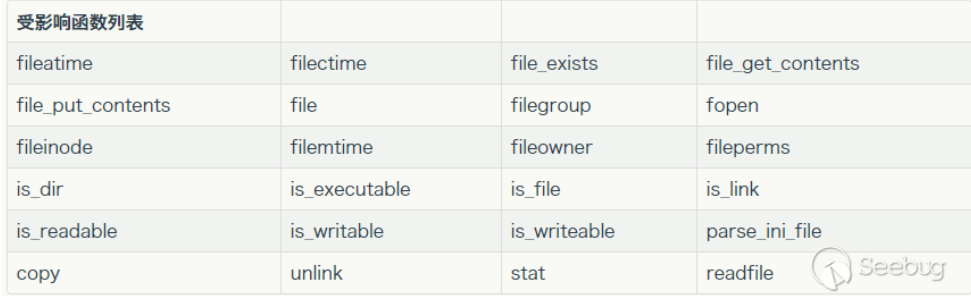 受影响函数列表
fileatime filectime file_exists file_get_contents
file_put_contents file filegroup fopen
fileinode filemtime fileowner fileperms
is_dir is_executable is_file is_link
is_readable is_writable is_writeable parse_ini_file
copy unlink stat readfile
Seebug